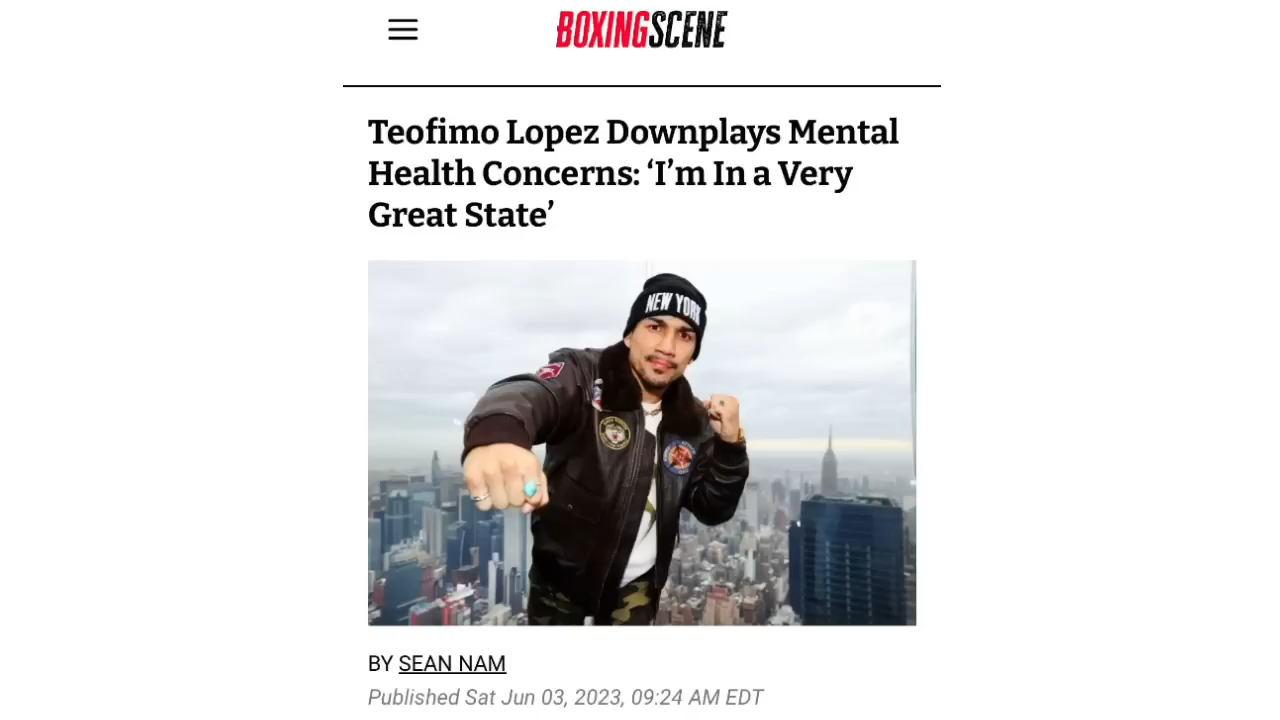 BOXINGSCENE
Teofimo Lopez Downplays Mental
Health Concerns: ‘I’m In a Very
Great State’
NEW YORK
BY SEAN NAM
Published Sat Jun 03, 2023, 09:24 AM EDT